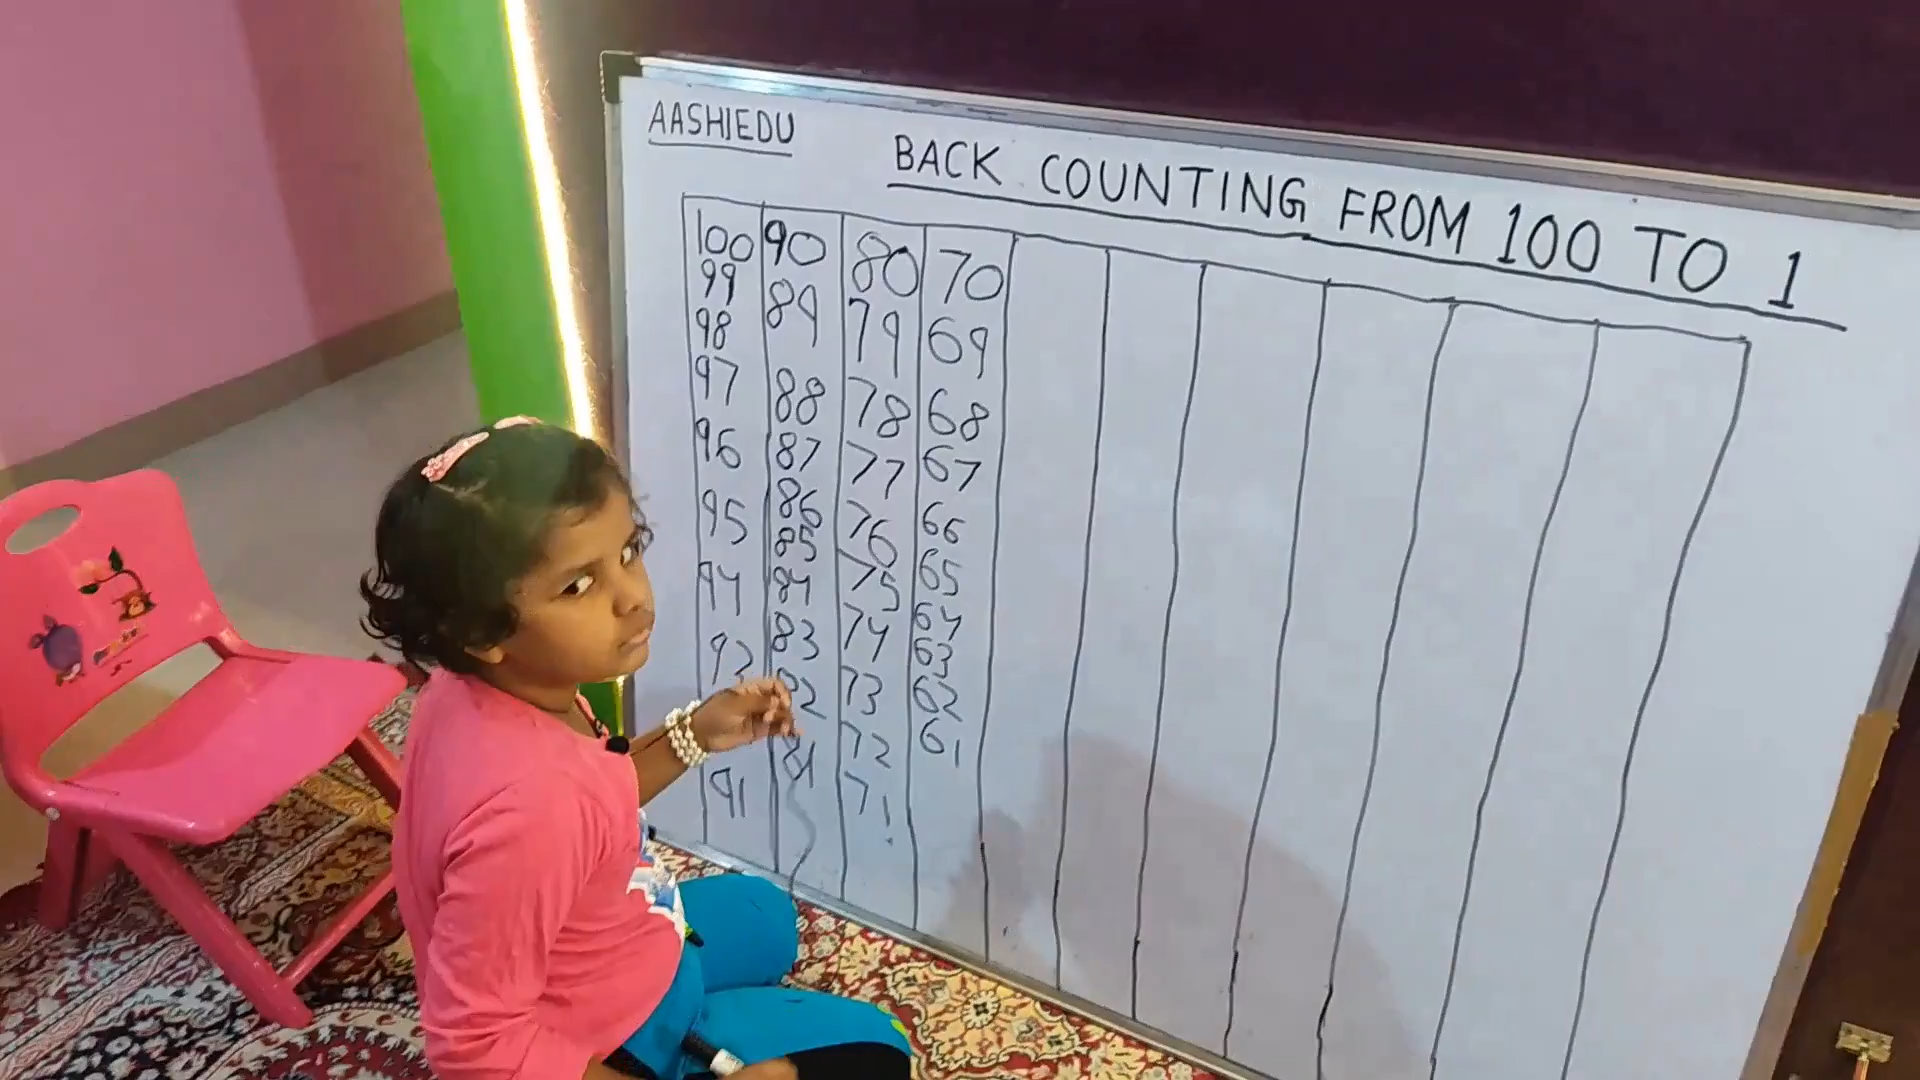 AASHIEDU
BACK COUNTING FROM 100 TO 1
100 90 80 70
99 89 79 69
98 88 78 68
97 87 77 67
96 86 76 66
95 85 75 65
94 84 74 64
93 83 73 63
82 72 62
91 81 71 61